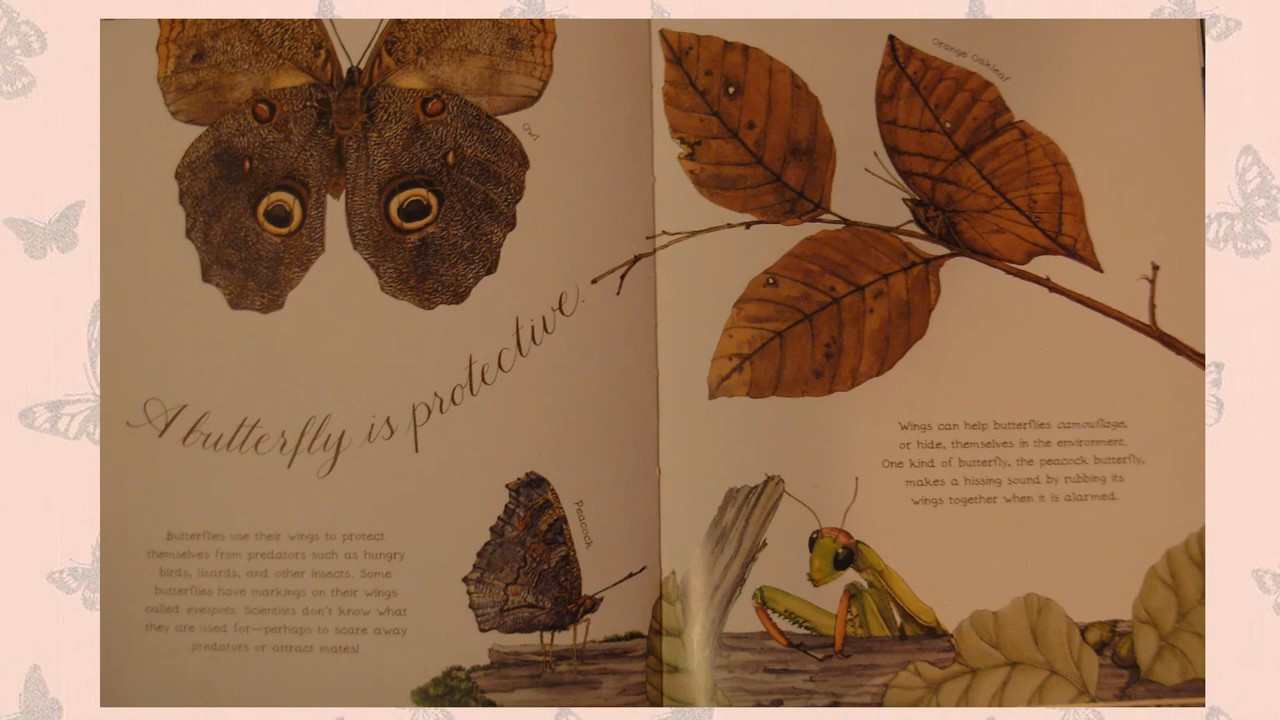 Owl
A butterfly is protective.
Butterflies use their wings to protect
themselves from predators such as hungry
birds, lizards, and other insects. Some
butterflies have markings on their wings
called eyespots. Scientists don't know what
they are used for—perhaps to scare away
predators or attract mates!
Peacock
Orange Oakleaf
Wings can help butterflies camouflage,
or hide, themselves in the environment.
One kind of butterfly, the peacock butterfly,
makes a hissing sound by rubbing its
wings together when it is alarmed.